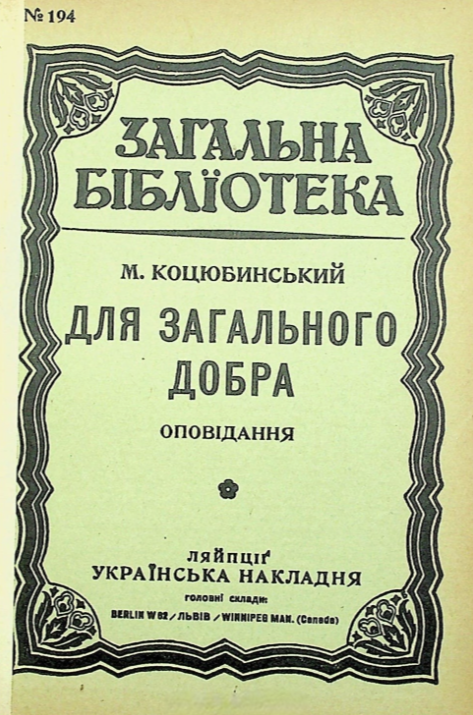 № 194
ЗАГАЛЬНА
БІБЛЇОТЕКА
М. КОЦЮБИНСЬКИЙ
ДЛЯ ЗАГАЛЬНОГО
ДОБРА
ОПОВІДАННЯ
ЛЯЙПЦІҐ
УКРАЇНСЬКА НАКЛАДНЯ
ГОЛОВНІ СКЛАДИ:
BERLIN W 62 / ЛЬВІВ / WINNIPEG MAN. (Canada)